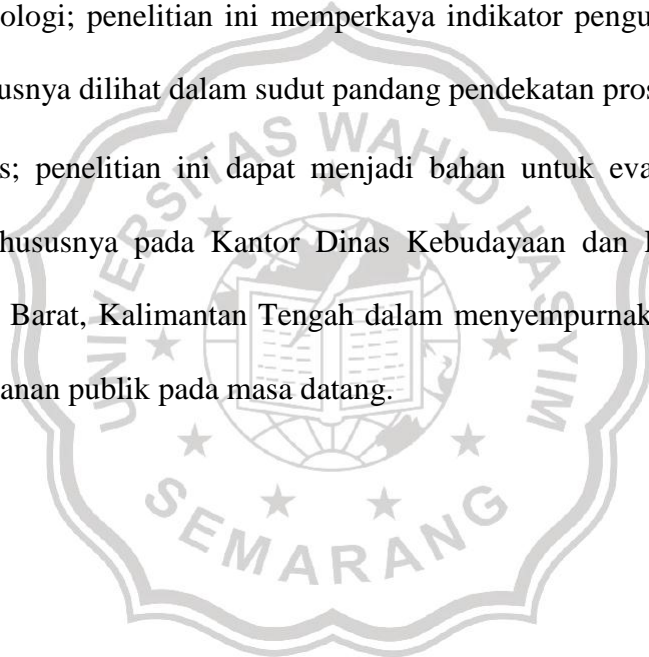 ologi; penelitian ini memperkaya indikator pengu
usnya dilihat dalam sudut pandang pendekatan pros
s; penelitian ini dapat menjadi bahan untuk eva
hususnya pada Kantor Dinas Kebudayaan dan
Barat, Kalimantan Tengah dalam menyempurnak
anan publik pada masa datang.
UNIVERSITAS WAHID HASYIM
SEMARANG